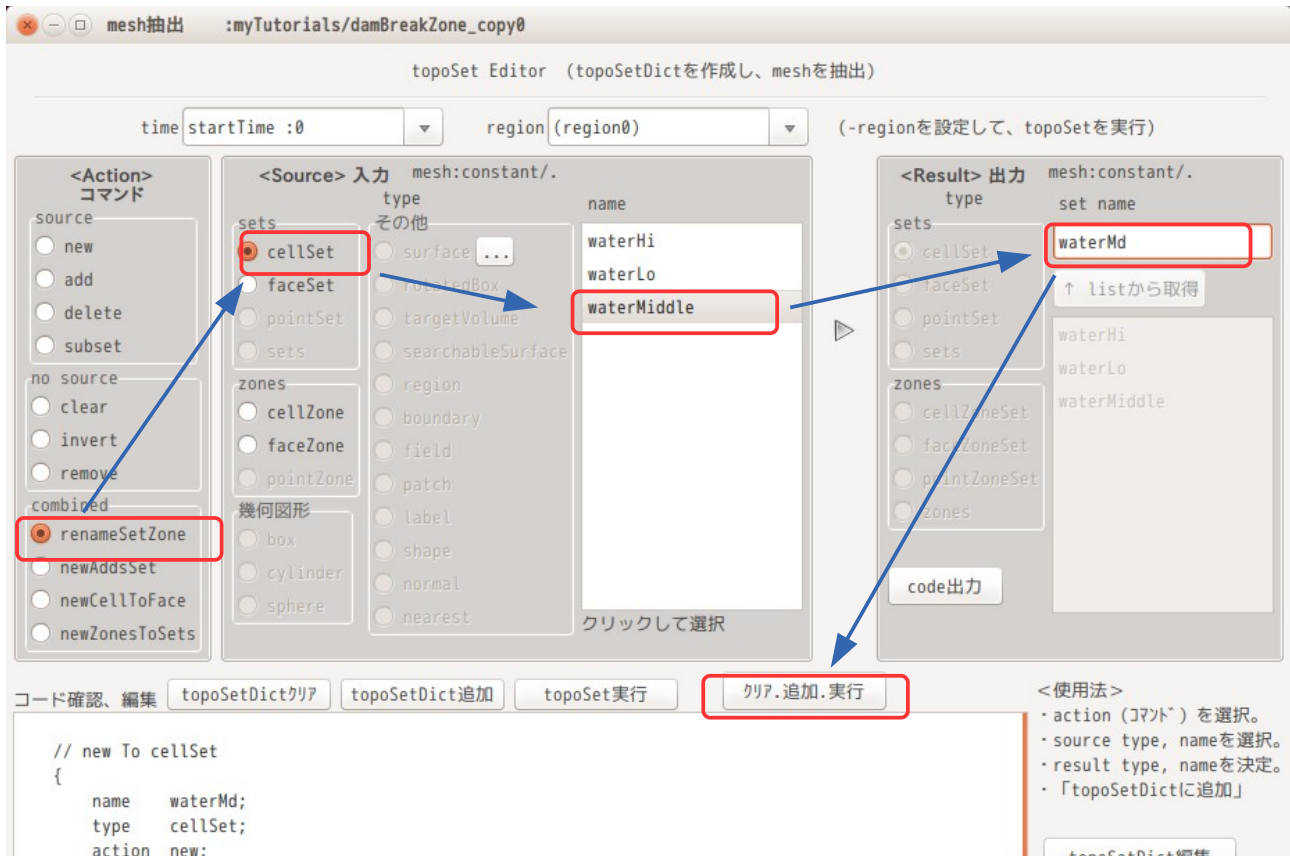 mesh抽出 :myTutorials/damBreakZone_copy0
topoSet Editor （topoSetDictを作成し、meshを抽出）
time startTime :0 region (region0) (-regionを設定して、topoSetを実行)
<Action>
コマンド
source
new
add
delete
subset
no source
clear
invert
remove
combined
renameSetZone
newAddsSet
newCellToFace
newZonesToSets
<Source> 入力 mesh:constant/.
type
name
sets
cellSet
faceSet
pointSet
sets
zones
cellZone
faceZone
pointZone
幾何図形
box
cylinder
sphere
その他
surface ...
rotatedBox
targetVolume
searchableSurface
region
boundary
field
patch
label
shape
normal
nearest
waterHi
waterLo
waterMiddle
クリックして選択
<Result> 出力 mesh:constant/.
type set name
sets
cellSet
faceSet
pointSet
sets
zones
cellZoneSet
faceZoneSet
pointZoneSet
zones
code出力
waterMd
↑ listから取得
waterHi
waterLo
waterMiddle
コード確認、編集 topoSetDictｸﾘｱ topoSetDict追加 topoSet実行 ｸﾘｱ.追加.実行
// new To cellSet
{
name waterMd;
type cellSet;
action new;
<使用法>
・action (ｺﾏﾝﾄﾞ) を選択。
・source type, nameを選択。
・result type, nameを決定。
・「topoSetDictに追加」
topoSetDict編集